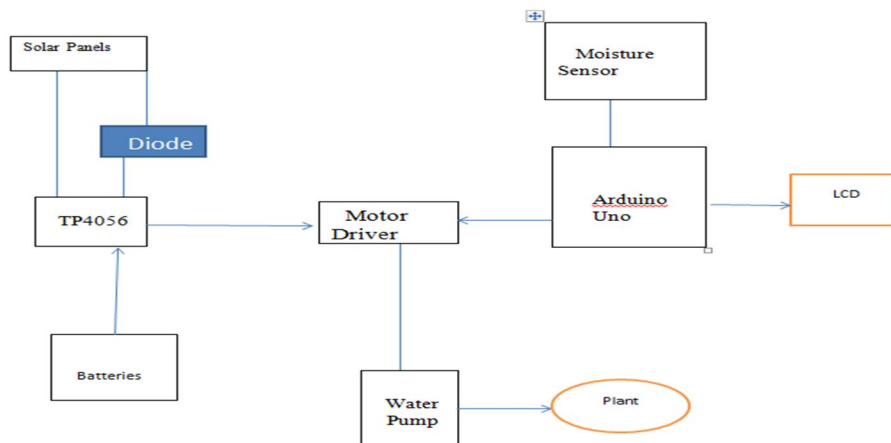 Solar Panels
Moisture
Sensor
Diode
TP4056
Motor
Driver
Arduino
Uno
LCD
Batteries
Water
Pump
Plant